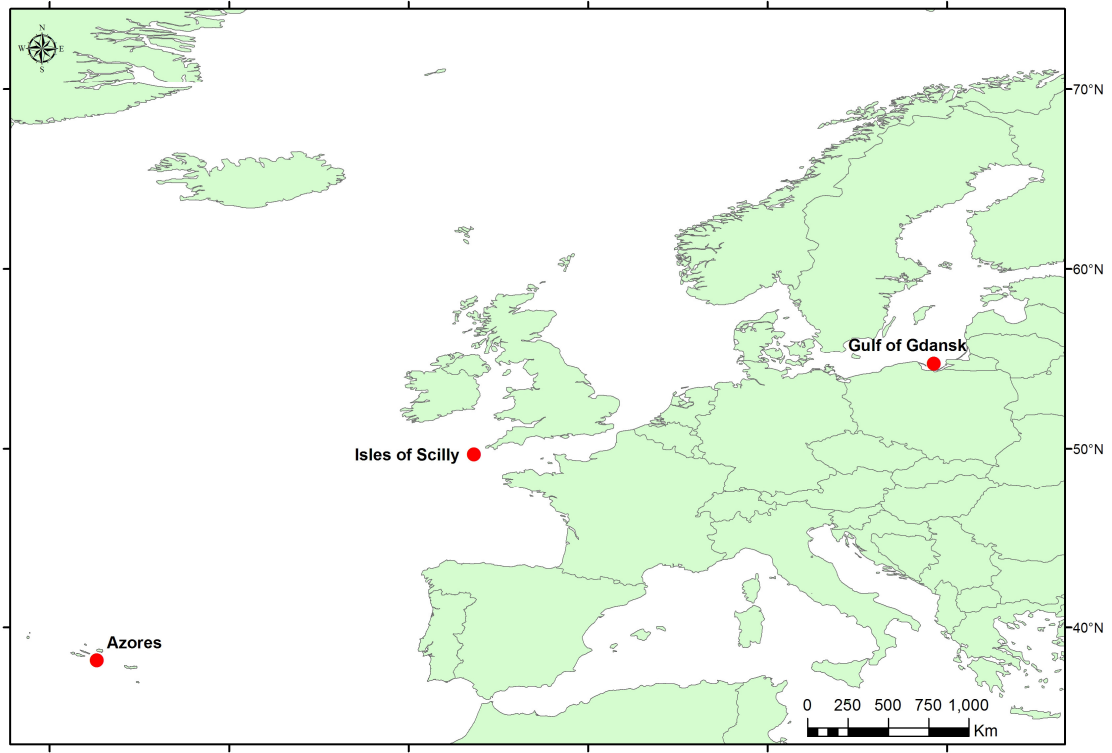 N
W E
S
70°N
60°N
Gulf of Gdansk
Isles of Scilly
50°N
Azores
40°N
0 250 500 750 1,000
Km